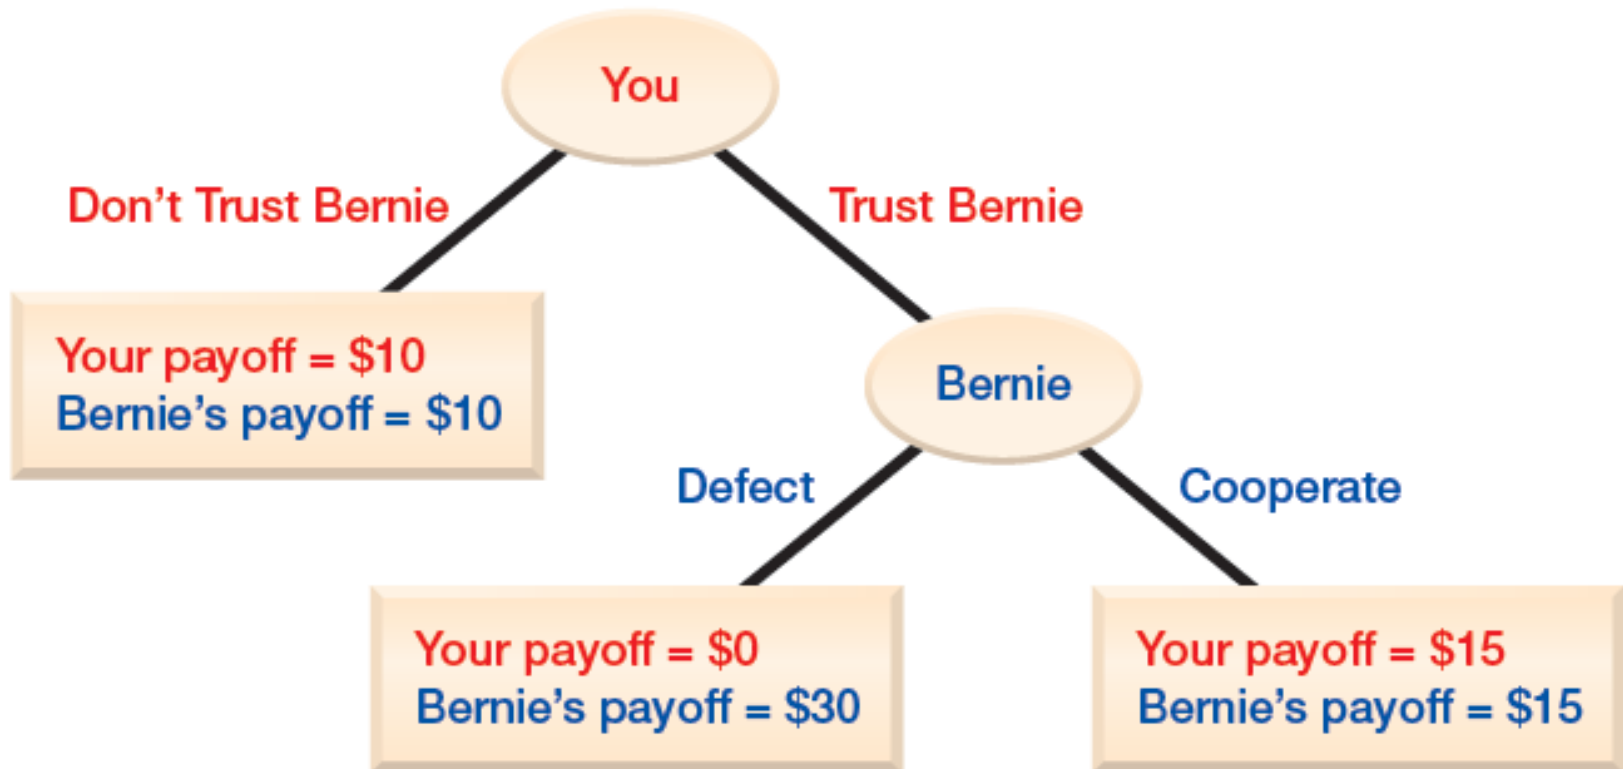 You
Don't Trust Bernie
Trust Bernie
Your payoff = $10
Bernie's payoff = $10
Bernie
Defect
Cooperate
Your payoff = $0
Bernie's payoff = $30
Your payoff = $15
Bernie's payoff = $15